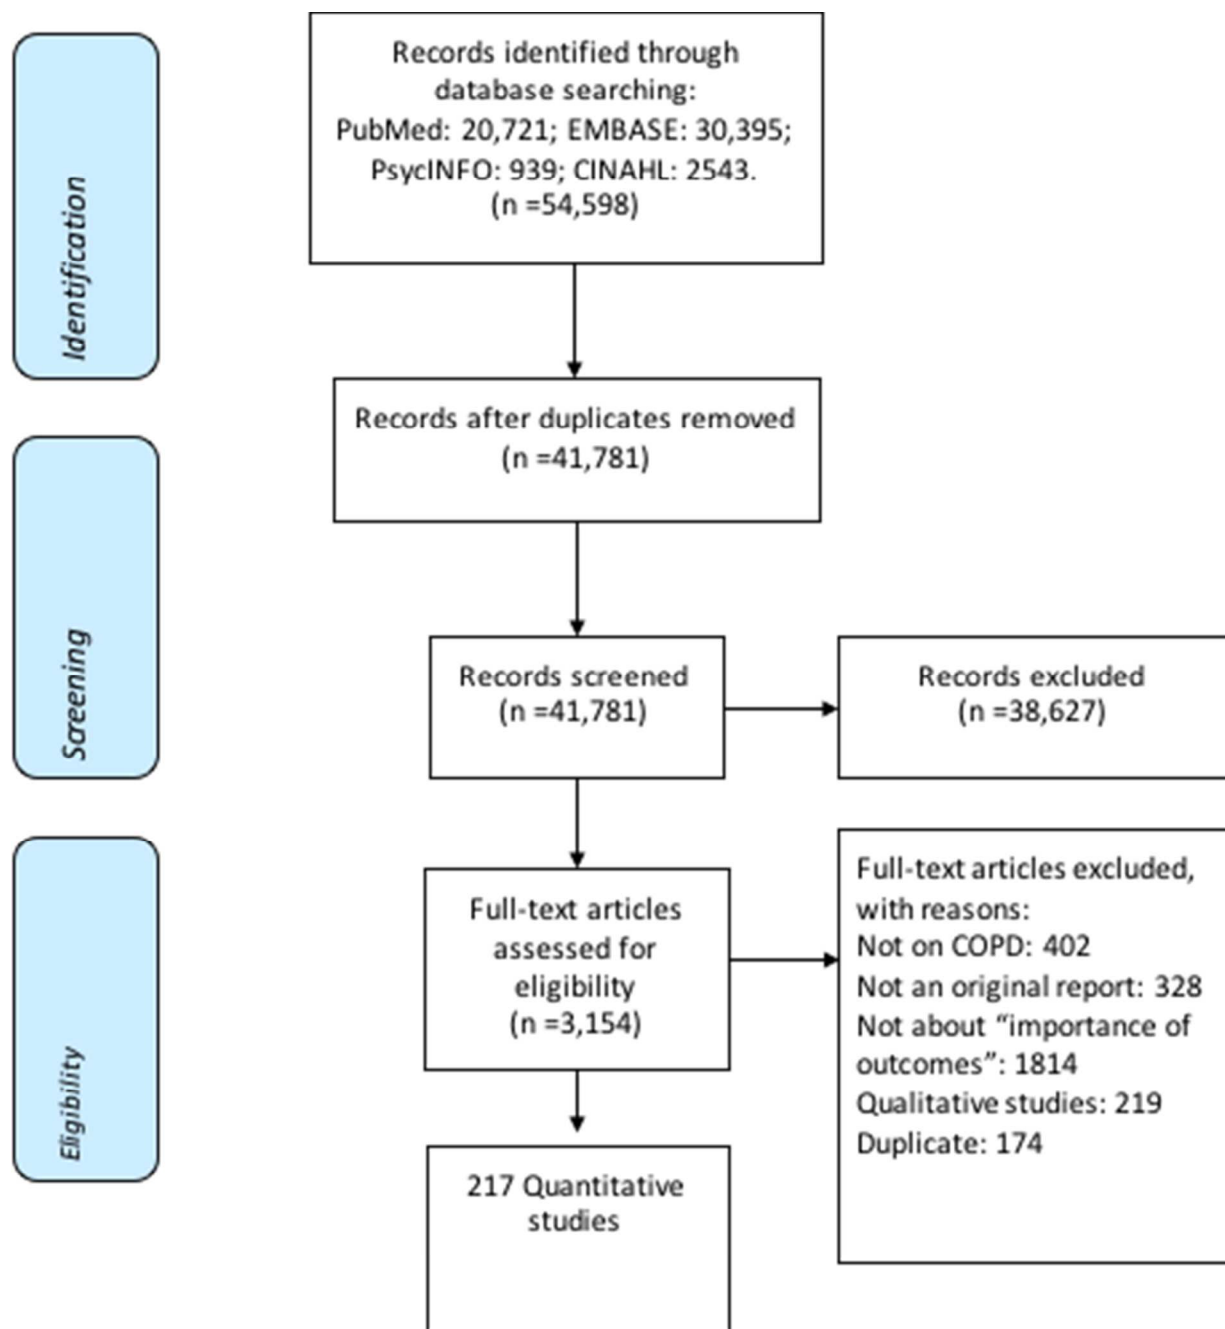 Identification
Records identified through
database searching:
PubMed: 20,721; EMBASE: 30,395;
PsycINFO: 939; CINAHL: 2543.
(n =54,598)
Records after duplicates removed
(n =41,781)
Screening
Records screened
(n =41,781)
Records excluded
(n =38,627)
Eligibility
Full-text articles
assessed for
eligibility
(n =3,154)
Full-text articles excluded,
with reasons:
Not on COPD: 402
Not an original report: 328
Not about “importance of
outcomes”: 1814
Qualitative studies: 219
Duplicate: 174
217 Quantitative
studies